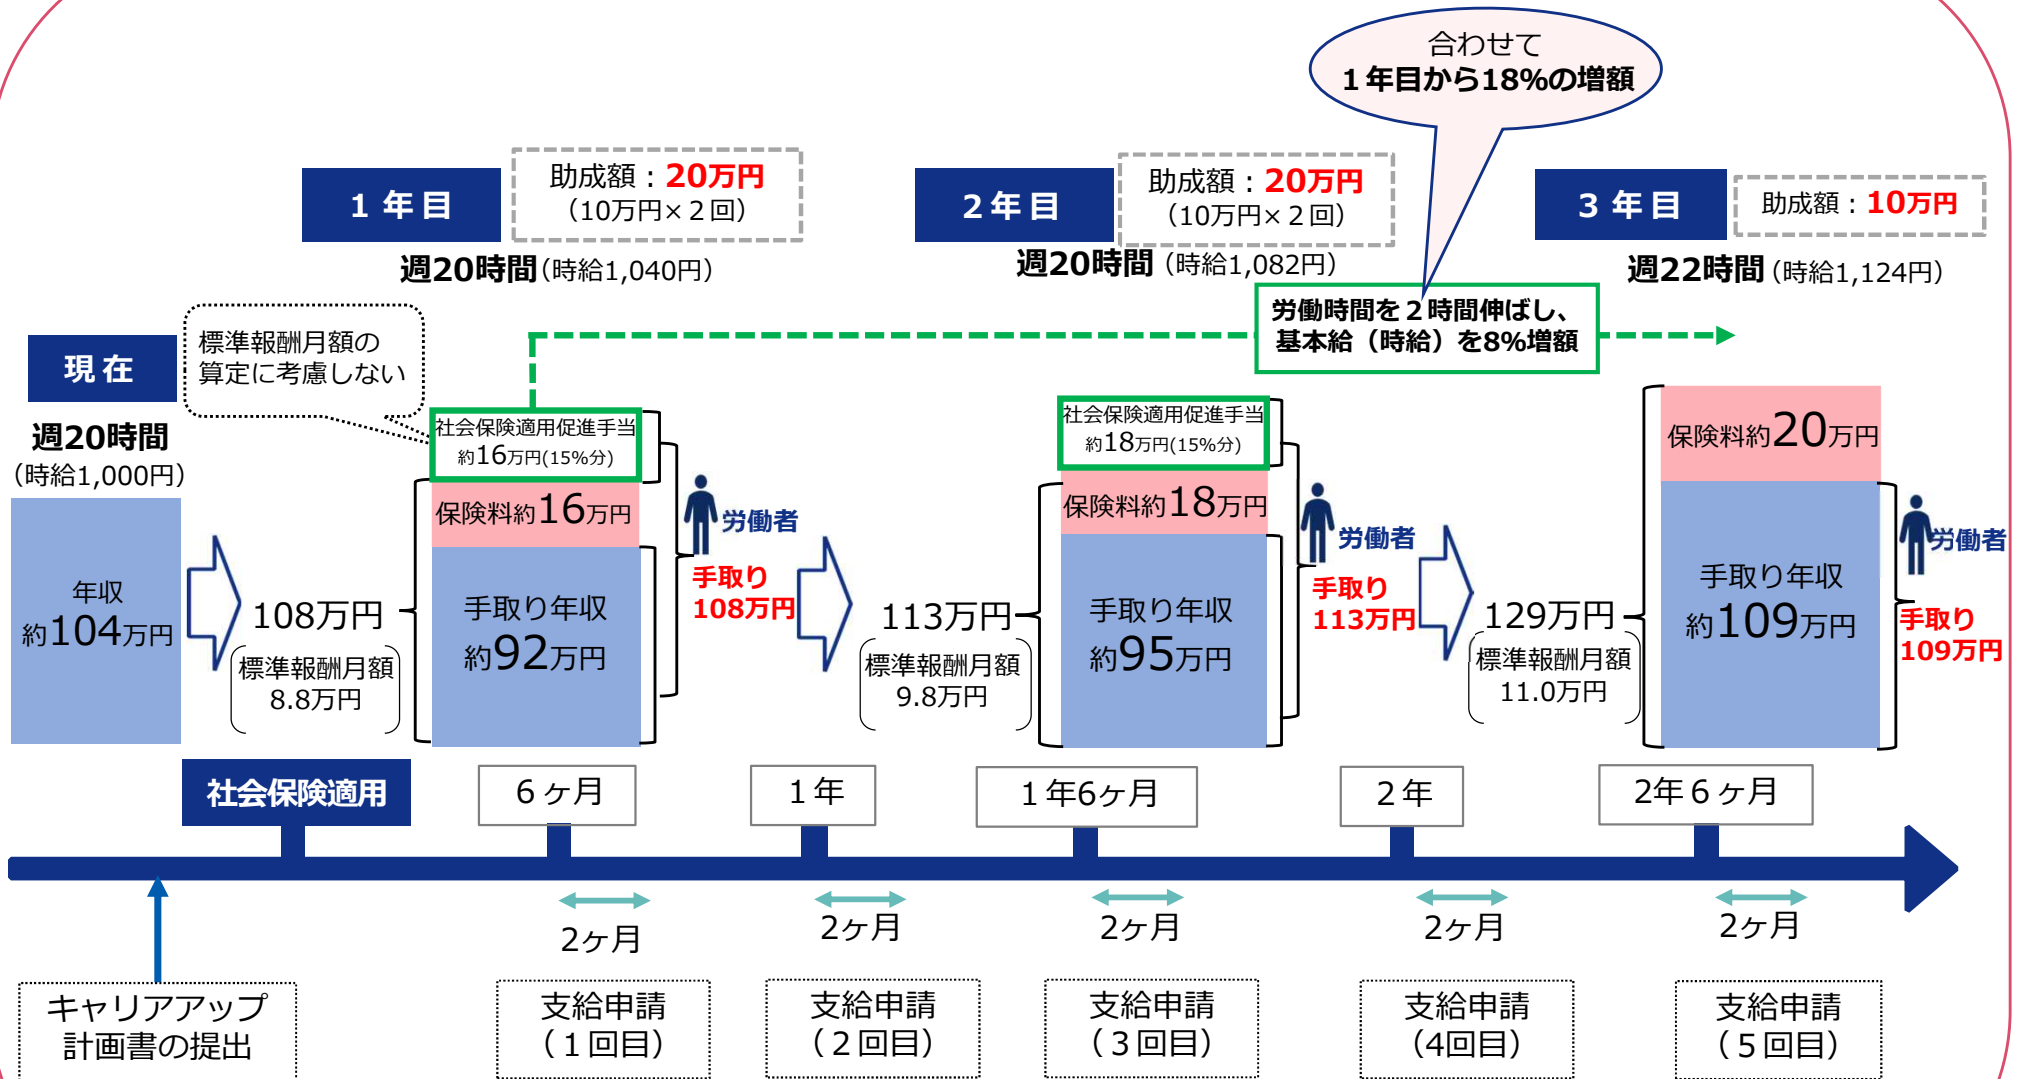 合わせて
1年目から18%の増額
1年目
助成額：20万円
（10万円×2回）
週20時間（時給1,040円）
2年目
助成額：20万円
（10万円×2回）
週20時間（時給1,082円）
3年目
助成額：10万円
週22時間（時給1,124円）
労働時間を2時間伸ばし、
基本給（時給）を8%増額
標準報酬月額の
算定に考慮しない
現在
週20時間
（時給1,000円）
年収
約104万円
108万円
標準報酬月額
8.8万円
社会保険適用促進手当
約16万円(15%分)
保険料約16万円
手取り年収
約92万円
労働者
手取り
108万円
113万円
標準報酬月額
9.8万円
社会保険適用促進手当
約18万円(15%分)
保険料約18万円
手取り年収
約95万円
労働者
手取り
113万円
129万円
標準報酬月額
11.0万円
保険料約20万円
手取り年収
約109万円
労働者
手取り
109万円
社会保険適用
6ヶ月
1年
1年6ヶ月
2年
2年6ヶ月
2ヶ月
2ヶ月
2ヶ月
2ヶ月
2ヶ月
キャリアアップ
計画書の提出
支給申請
（1回目）
支給申請
（2回目）
支給申請
（3回目）
支給申請
（4回目）
支給申請
（5回目）